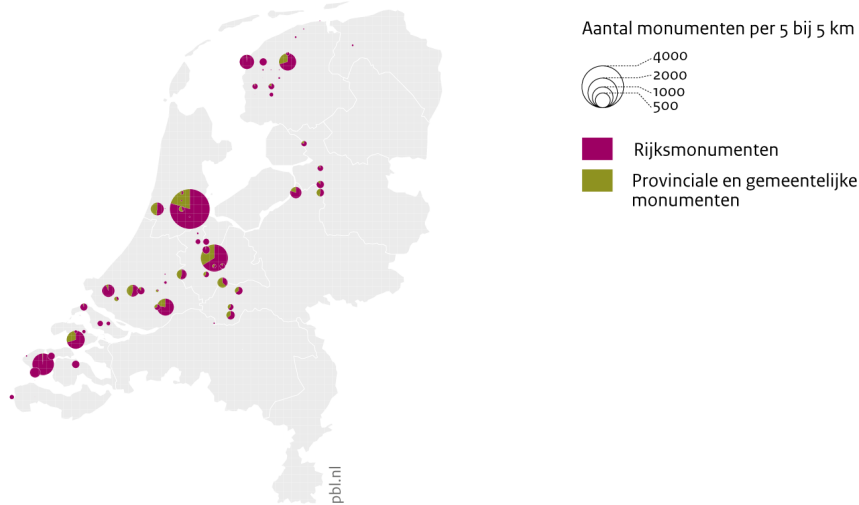 Aantal monumenten per 5 bij 5 km
4000
2000
1000
500
Rijksmonumenten
Provinciale en gemeentelijke
monumenten
pbl.nl